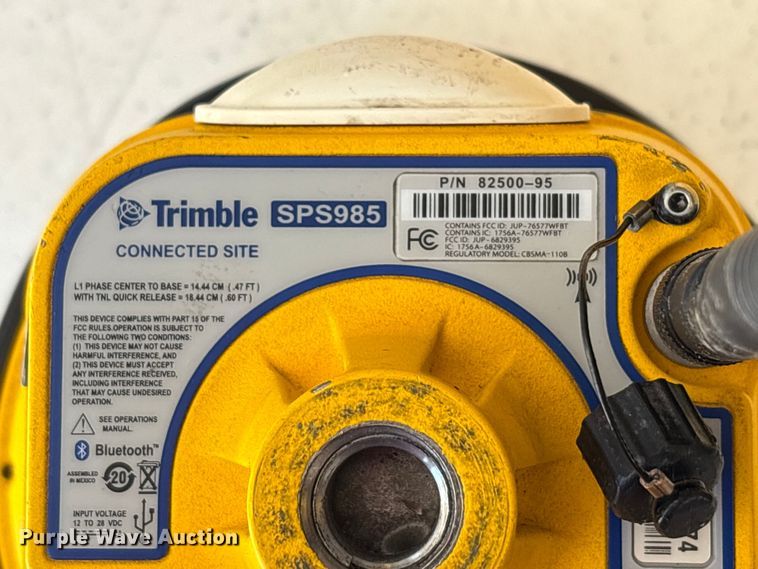 P/N 82500-95
Trimble SPS985
CONNECTED SITE
CONTAINS FCC ID: JUP-76577WFBT
CONTAINS IC: 1756A-76577WFBT
FCC ID: JUP-6829395
IC: 1756A-6829395
REGULATORY MODEL: CB5MA-110B
FC
L1 PHASE CENTER TO BASE = 14.44 CM ( .47 FT )
WITH TNL QUICK RELEASE = 18.44 CM ( .60 FT )
THIS DEVICE COMPLIES WITH PART 15 OF THE
FCC RULES.OPERATION IS SUBJECT TO
THE FOLLOWING TWO CONDITIONS:
(1) THIS DEVICE MAY NOT CAUSE
HARMFUL INTERFERENCE, AND
(2) THIS DEVICE MUST ACCEPT
ANY INTERFERENCE RECEIVED,
INCLUDING INTERFERENCE
THAT MAY CAUSE UNDESIRED
OPERATION.
SEE OPERATIONS
MANUAL.
Bluetooth™
ASSEMBLED
IN MEXICO
20
INPUT VOLTAGE
12 TO 28 VDC
74
Purple Wave Auction